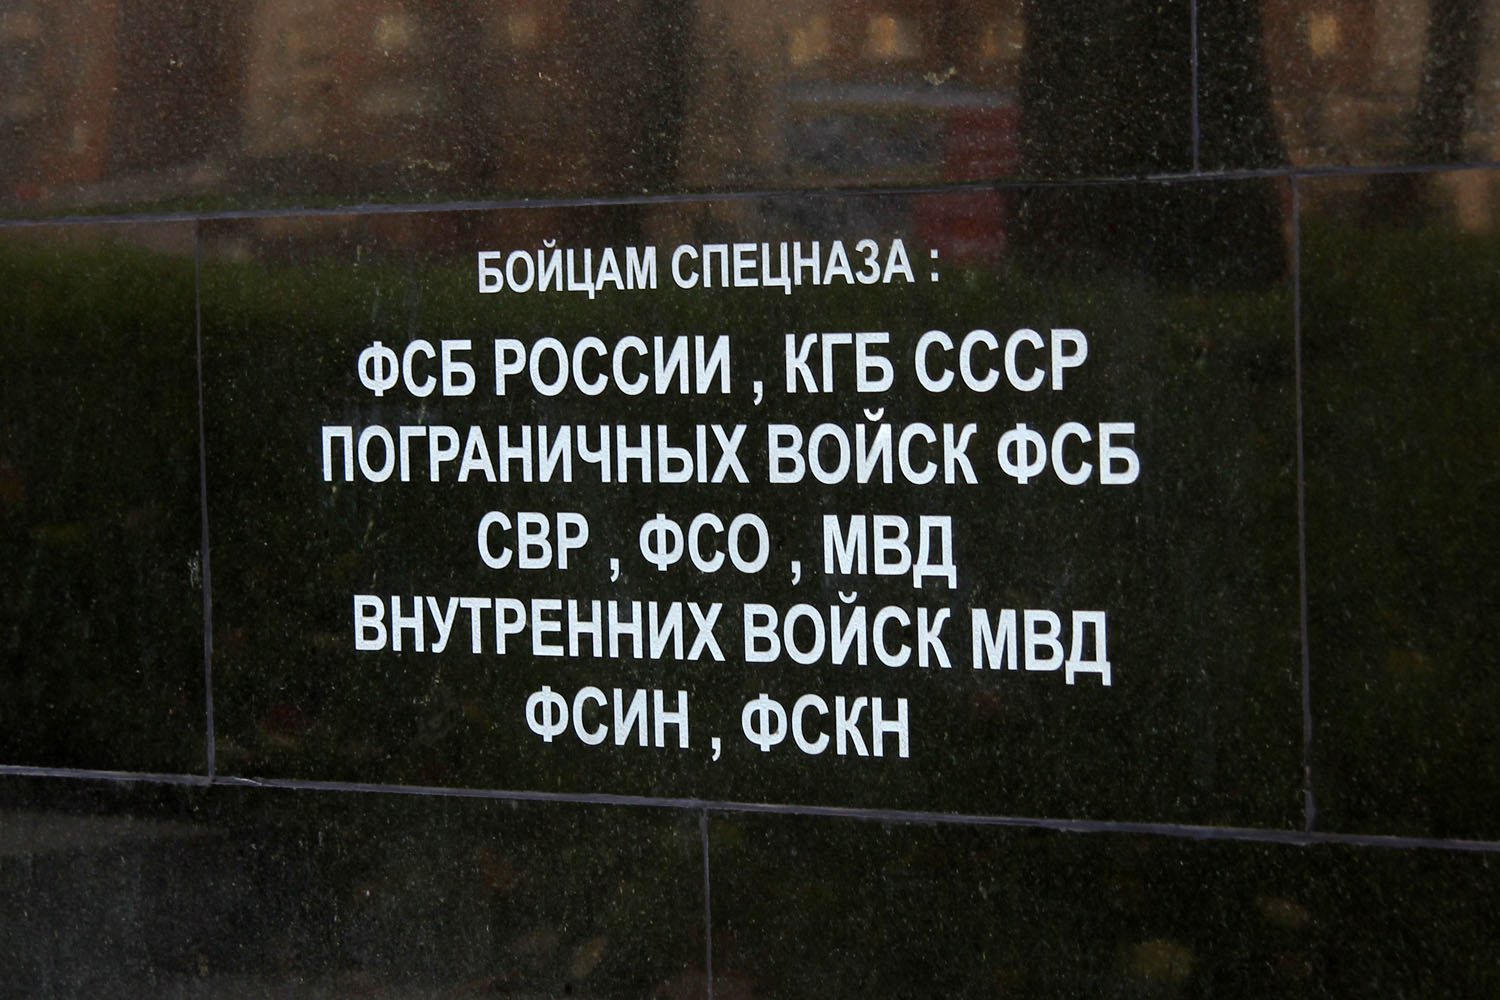 БОЙЦАМ СПЕЦНАЗА :
ФСБ РОССИИ , КГБ СССР
ПОГРАНИЧНЫХ ВОЙСК ФСБ
СВР , ФСО , МВД
ВНУТРЕННИХ ВОЙСК МВД
ФСИН , ФСКН